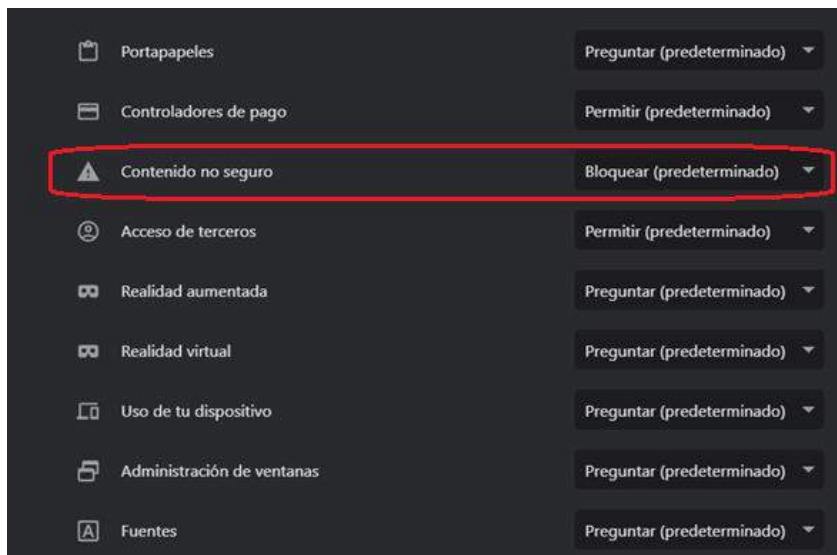 Portapapeles Preguntar (predeterminado)
Controladores de pago Permitir (predeterminado)
Contenido no seguro Bloquear (predeterminado)
Acceso de terceros Permitir (predeterminado)
Realidad aumentada Preguntar (predeterminado)
Realidad virtual Preguntar (predeterminado)
Uso de tu dispositivo Preguntar (predeterminado)
Administración de ventanas Preguntar (predeterminado)
Fuentes Preguntar (predeterminado)